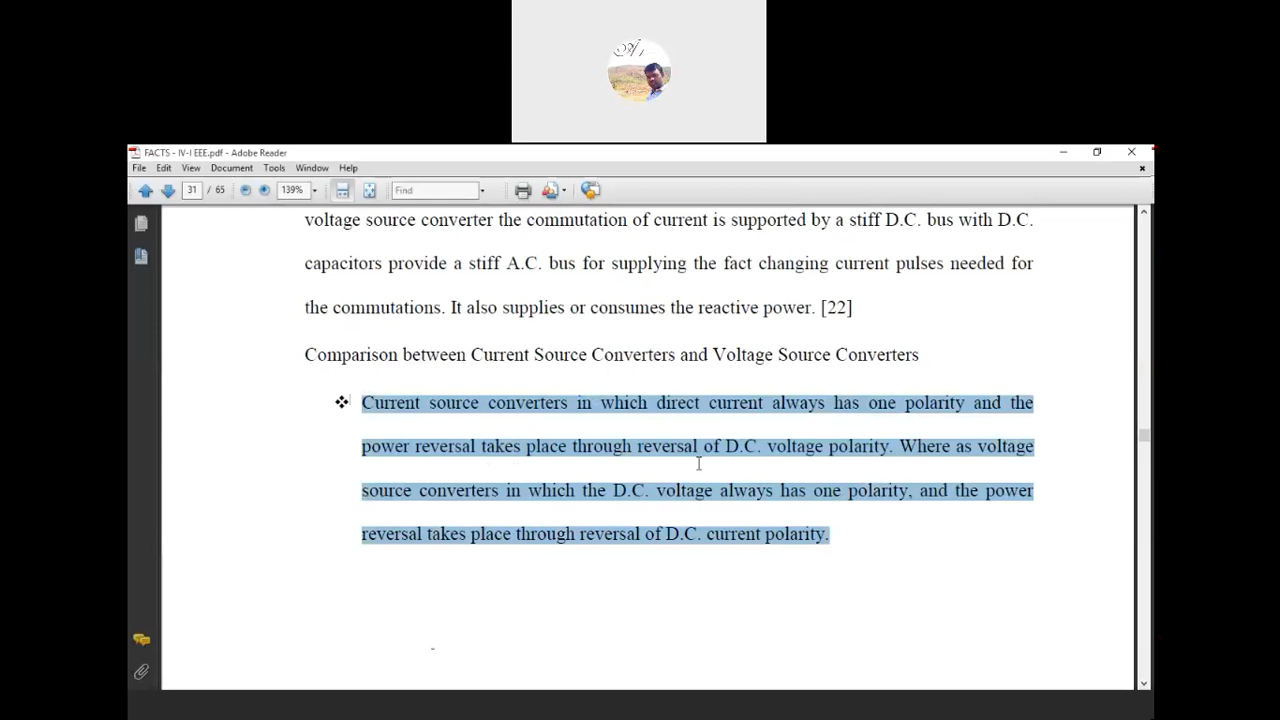 A
FACTS - IV-I EEE.pdf - Adobe Reader
File Edit View Document Tools Window Help
31 / 65 139% Find
voltage source converter the commutation of current is supported by a stiff D.C. bus with D.C.
capacitors provide a stiff A.C. bus for supplying the fact changing current pulses needed for
the commutations. It also supplies or consumes the reactive power. [22]
Comparison between Current Source Converters and Voltage Source Converters
❖ Current source converters in which direct current always has one polarity and the
power reversal takes place through reversal of D.C. voltage polarity. Where as voltage
source converters in which the D.C. voltage always has one polarity, and the power
reversal takes place through reversal of D.C. current polarity.